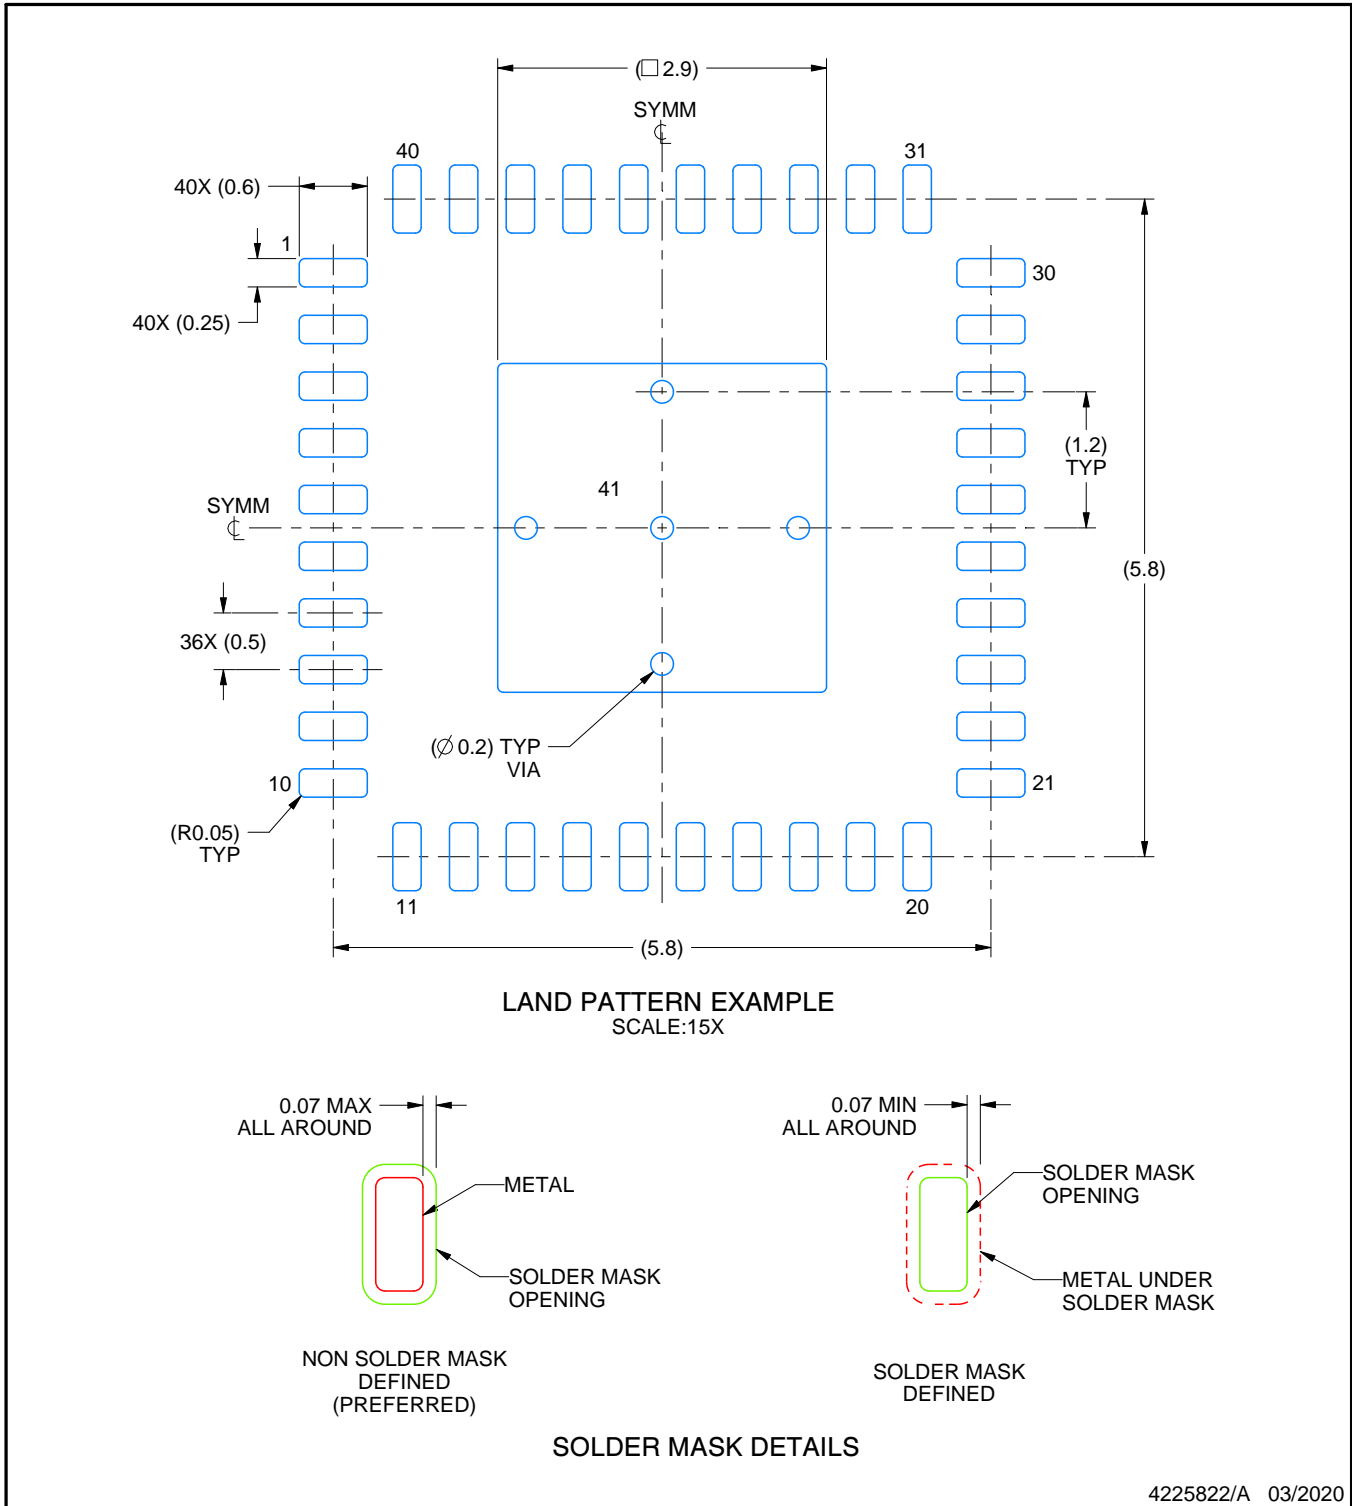 (□ 2.9)
SYMM
℄
40
31
40X (0.6)
1
30
40X (0.25)
(1.2)
TYP
41
SYMM
℄
(5.8)
36X (0.5)
(∅ 0.2) TYP
VIA
10
21
(R0.05)
TYP
11
20
(5.8)
LAND PATTERN EXAMPLE
SCALE:15X
0.07 MAX
ALL AROUND
METAL
SOLDER MASK
OPENING
NON SOLDER MASK
DEFINED
(PREFERRED)
0.07 MIN
ALL AROUND
SOLDER MASK
OPENING
METAL UNDER
SOLDER MASK
SOLDER MASK
DEFINED
SOLDER MASK DETAILS
4225822/A 03/2020